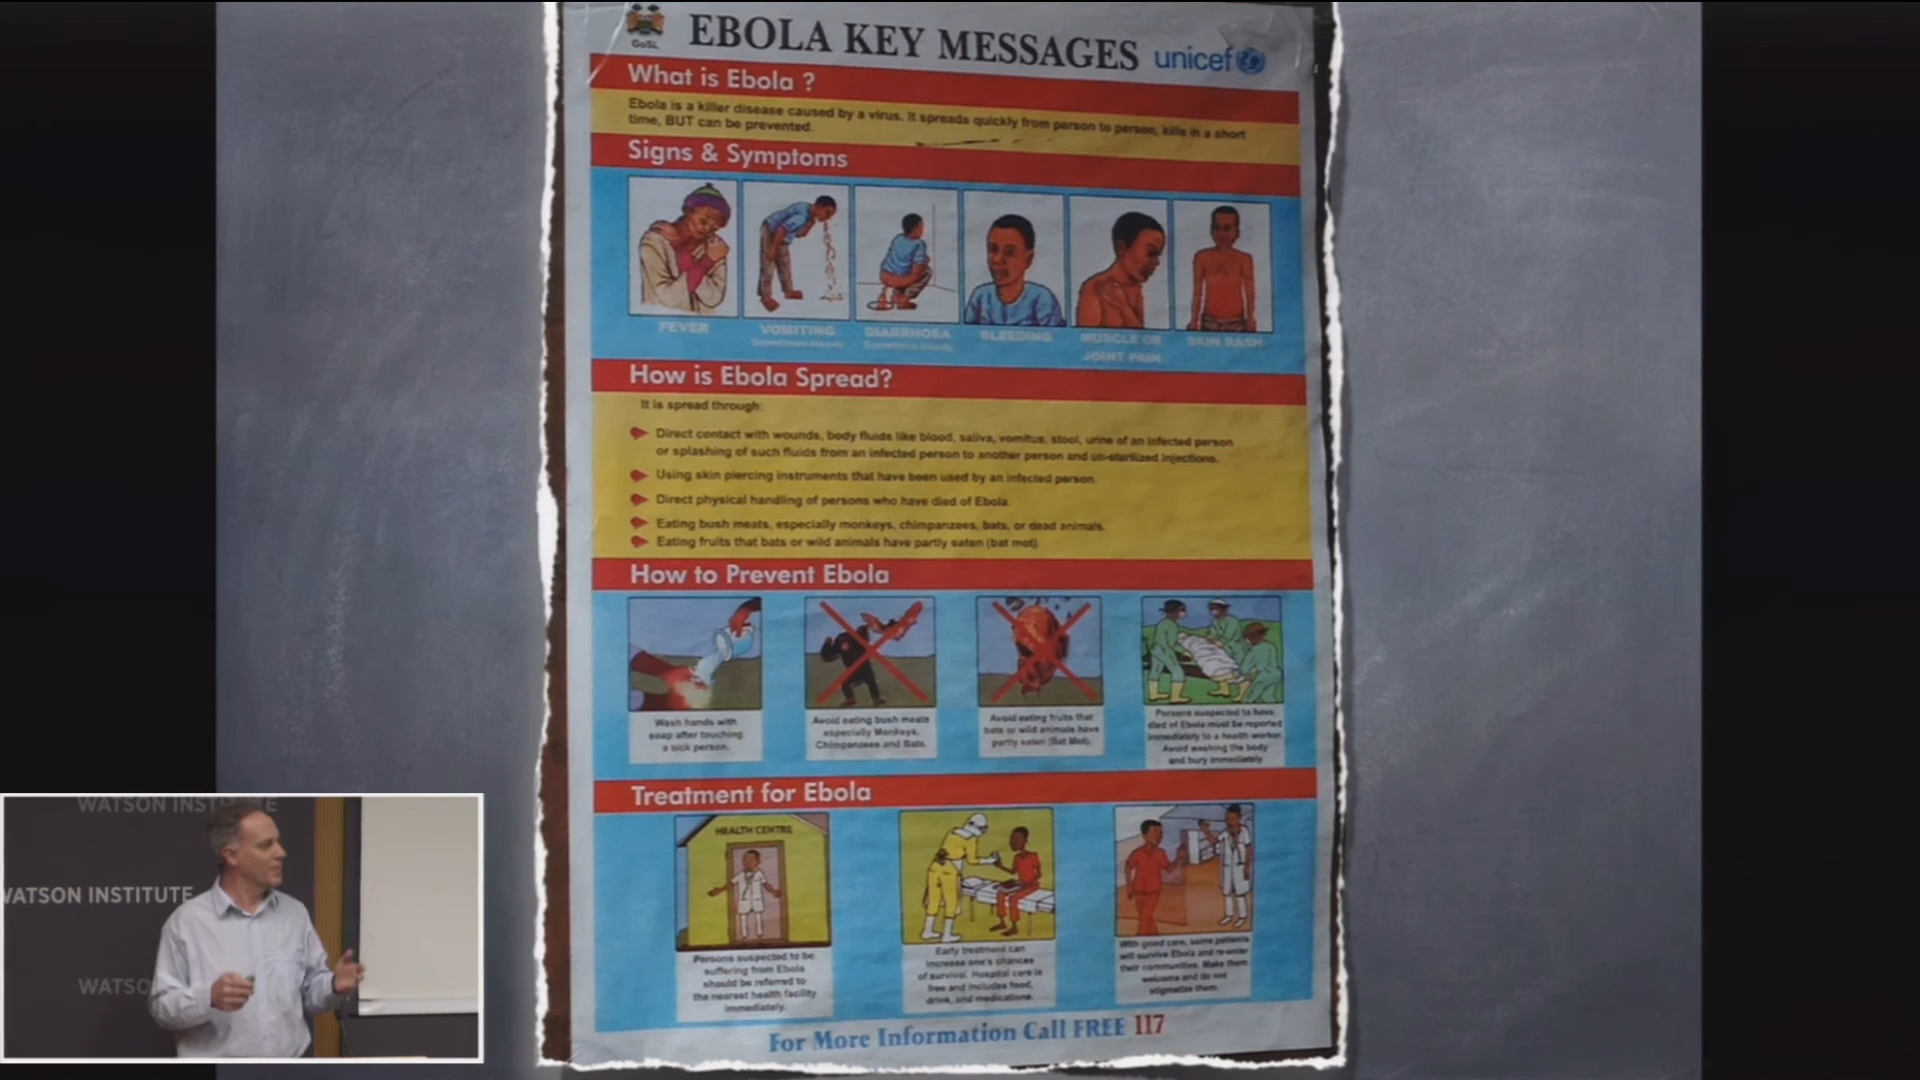 GoSL
EBOLA KEY MESSAGES
unicef
What is Ebola ?
Ebola is a killer disease caused by a virus. It spreads quickly from person to person, kills in a short
time, BUT can be prevented.
Signs & Symptoms
FEVER
VOMITING
Sometimes bloody
DIARRHOEA
Sometimes bloody
BLEEDING
MUSCLE OR
JOINT PAIN
SKIN RASH
How is Ebola Spread?
It is spread through:
Direct contact with wounds, body fluids like blood, saliva, vomitus, stool, urine of an infected person
or splashing of such fluids from an infected person to another person and un-sterilized injections.
Using skin piercing instruments that have been used by an infected person.
Direct physical handling of persons who have died of Ebola.
Eating bush meats, especially monkeys, chimpanzees, bats, or dead animals.
Eating fruits that bats or wild animals have partly eaten (bat mot).
How to Prevent Ebola
Wash hands with
soap after touching
a sick person.
Avoid eating bush meats
especially Monkeys,
Chimpanzees and Bats.
Avoid eating fruits that
bats or wild animals have
partly eaten (Bat Mot).
Persons suspected to have
died of Ebola must be reported
immediately to a health worker.
Avoid washing the body
and bury immediately
Treatment for Ebola
HEALTH CENTRE
Persons suspected to be
suffering from Ebola
should be referred to
the nearest health facility
immediately.
Early treatment can
increase one's chances
of survival. Hospital care is
free and includes food,
drink, and medications.
With good care, some patients
will survive Ebola and re-enter
their communities. Make them
welcome and do not
stigmatize them.
For More Information Call FREE 117
WATSON INSTITUTE
WATSON INSTITUTE
WATSO